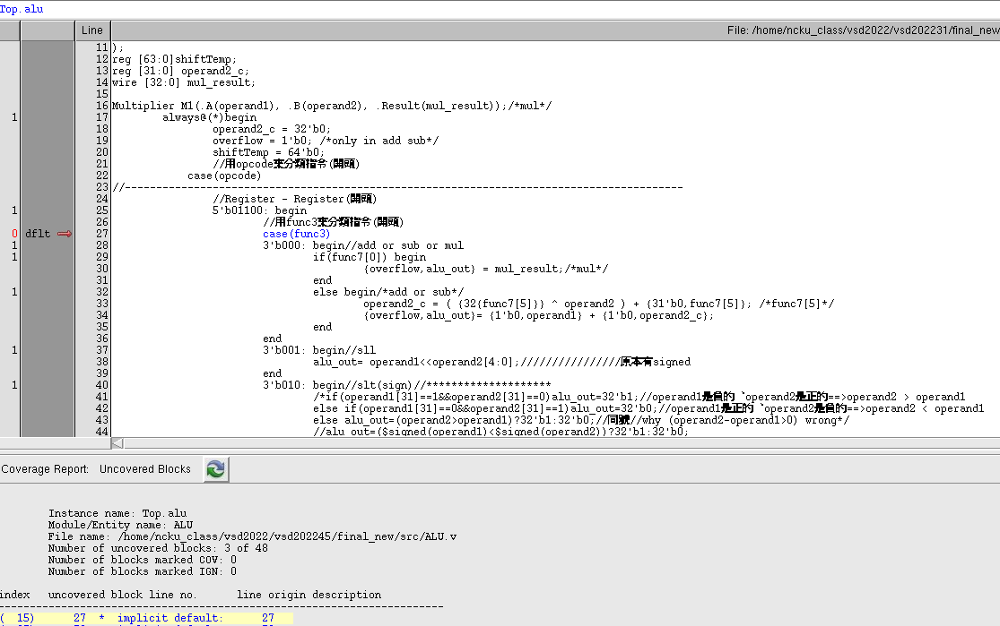 Top.alu
Line
File: /home/ncku_class/vsd2022/vsd202231/final_new
11 );
12 reg [63:0]shiftTemp;
13 reg [31:0] operand2_c;
14 wire [32:0] mul_result;
15
16 Multiplier M1(.A(operand1), .B(operand2), .Result(mul_result));/*mul*/
1 17 always@(*)begin
18 operand2_c = 32'b0;
19 overflow = 1'b0; /*only in add sub*/
20 shiftTemp = 64'b0;
21 //用opcode來分類指令(開頭)
22 case(opcode)
23 //------------------------------------------------------------------------------------------
24 //Register - Register(開頭)
1 25 5'b01100: begin
26 //用func3來分類指令(開頭)
0 dflt 27 case(func3)
1 28 3'b000: begin//add or sub or mul
1 29 if(func7[0]) begin
30 {overflow,alu_out} = mul_result;/*mul*/
31 end
1 32 else begin/*add or sub*/
33 operand2_c = ( {32{func7[5]}} ^ operand2 ) + {31'b0,func7[5]}; /*func7[5]*/
34 {overflow,alu_out}= {1'b0,operand1} + {1'b0,operand2_c};
35 end
36 end
1 37 3'b001: begin//sll
38 alu_out= operand1<<operand2[4:0];////////////////原本有signed
39 end
1 40 3'b010: begin//slt(sign)//********************
41 /*if(operand1[31]==1&&operand2[31]==0)alu_out=32'b1;//operand1是負的、operand2是正的==>operand2 > operand1
42 else if(operand1[31]==0&&operand2[31]==1)alu_out=32'b0;//operand1是正的、operand2是負的==>operand2 < operand1
43 else alu_out=(operand2>operand1)?32'b1:32'b0;//同號//why (operand2-operand1>0) wrong*/
44 //alu_out=($signed(operand1)<$signed(operand2))?32'b1:32'b0;
Coverage Report: Uncovered Blocks
Instance name: Top.alu
Module/Entity name: ALU
File name: /home/ncku_class/vsd2022/vsd202245/final_new/src/ALU.v
Number of uncovered blocks: 3 of 48
Number of blocks marked COV: 0
Number of blocks marked IGN: 0
index uncovered block line no. line origin description
-----------------------------------------------------------------------
( 15) 27 * implicit default: 27